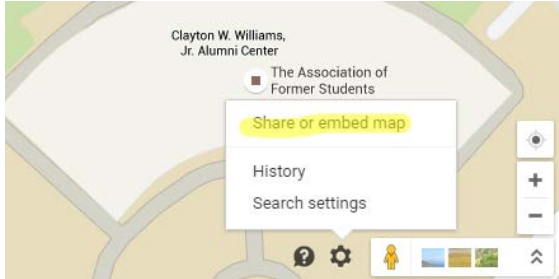 Clayton W. Williams,
Jr. Alumni Center
The Association of
Former Students
Share or embed map
History
Search settings